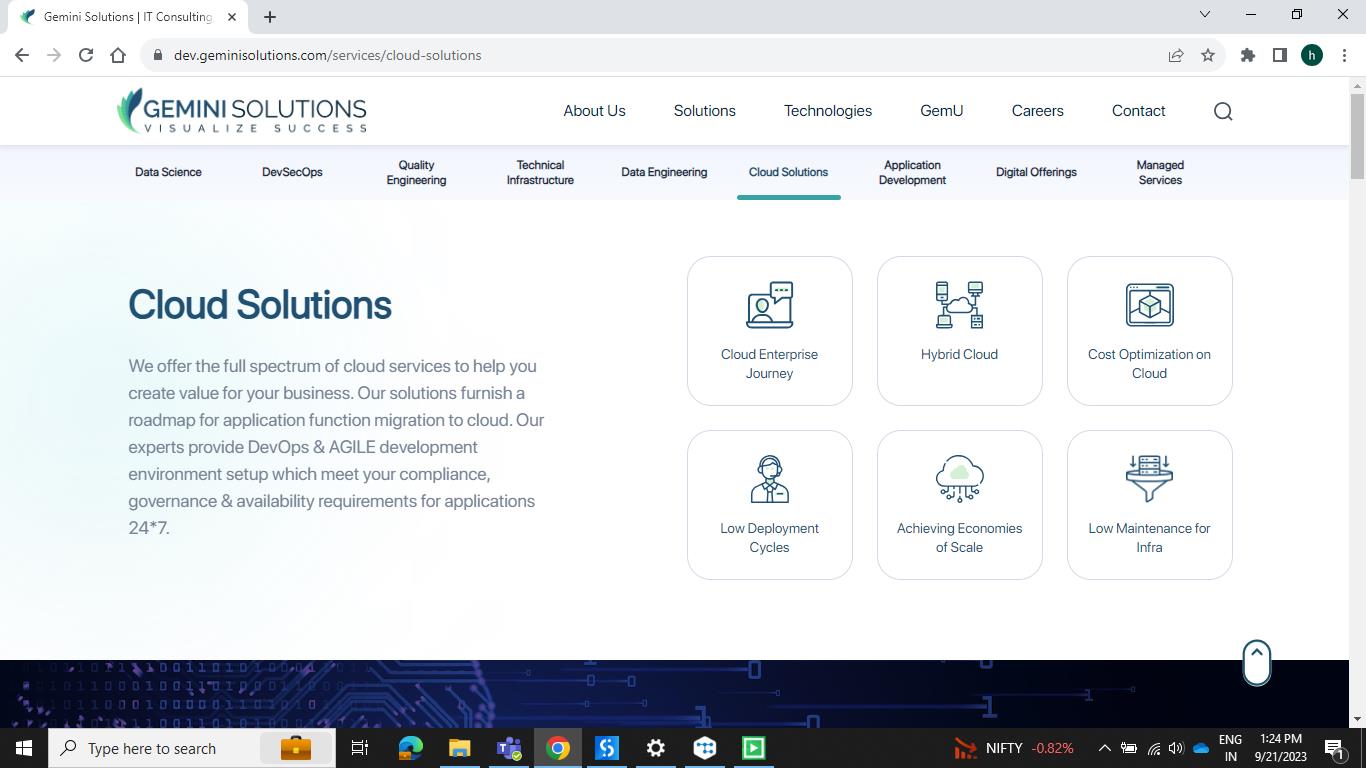 Gemini Solutions | IT Consulting
dev.geminisolutions.com/services/cloud-solutions
h
GEMINI SOLUTIONS
VISUALIZE SUCCESS
About Us
Solutions
Technologies
GemU
Careers
Contact
Data Science
DevSecOps
Quality
Engineering
Technical
Infrastructure
Data Engineering
Cloud Solutions
Application
Development
Digital Offerings
Managed
Services
Cloud Solutions
We offer the full spectrum of cloud services to help you
create value for your business. Our solutions furnish a
roadmap for application function migration to cloud. Our
experts provide DevOps & AGILE development
environment setup which meet your compliance,
governance & availability requirements for applications
24*7.
Cloud Enterprise
Journey
Hybrid Cloud
Cost Optimization on
Cloud
Low Deployment
Cycles
Achieving Economies
of Scale
Low Maintenance for
Infra
Type here to search
NIFTY -0.82%
ENG
IN
1:24 PM
9/21/2023
1